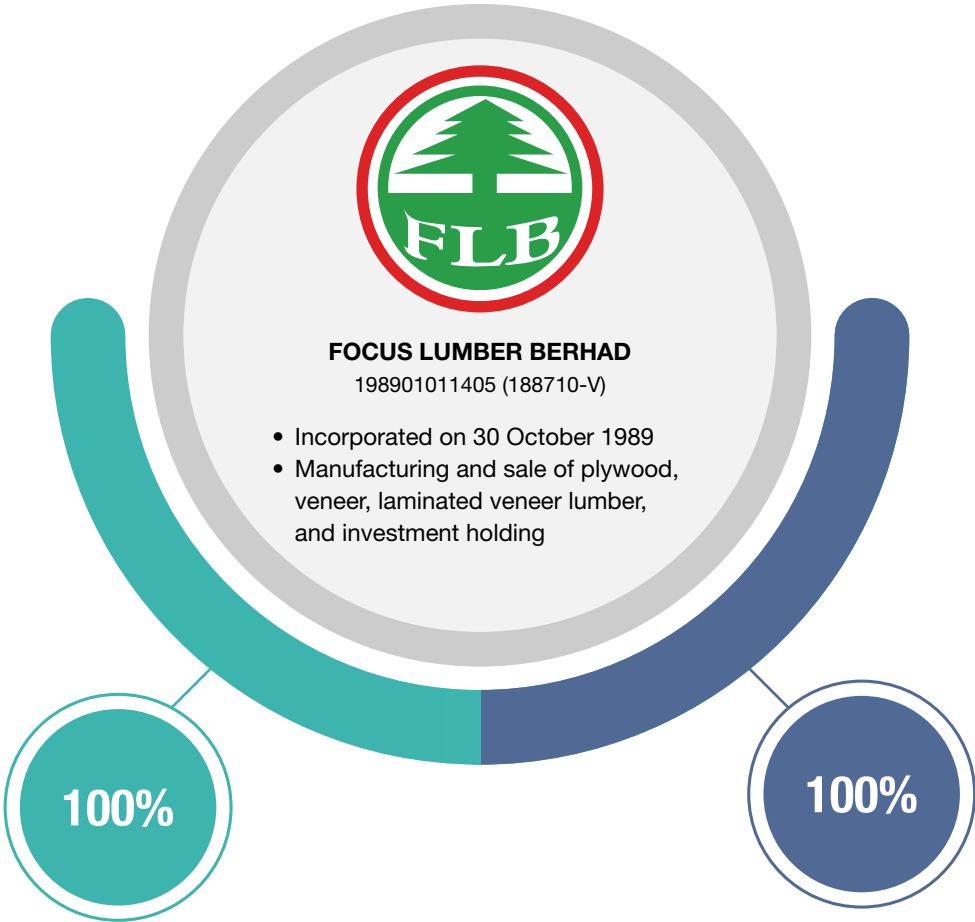 FLB
FOCUS LUMBER BERHAD
198901011405 (188710-V)
• Incorporated on 30 October 1989
• Manufacturing and sale of plywood,
veneer, laminated veneer lumber,
and investment holding
100%
100%